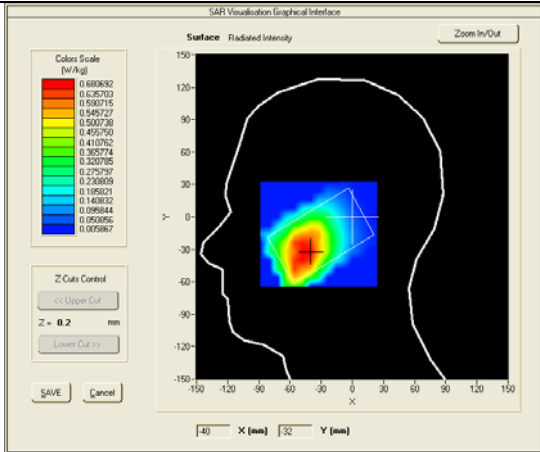 SAR Visualisation Graphical Interface
Surface Radiated Intensity
Zoom In/Out
Colors Scale
(W/kg)
0.680692
0.635703
0.590715
0.545727
0.500738
0.455750
0.410762
0.365774
0.320785
0.275797
0.230809
0.185821
0.140832
0.095844
0.050856
0.005867
Z Cuts Control
<< Upper Cut
Z = 0.2 mm
Lower Cut >>
SAVE
Cancel
150
120
90
60
30
0
-30
-60
-90
-120
-150
Y
-150 -120 -90 -60 -30 0 30 60 90 120 150
X
-40 X (mm) -32 Y (mm)